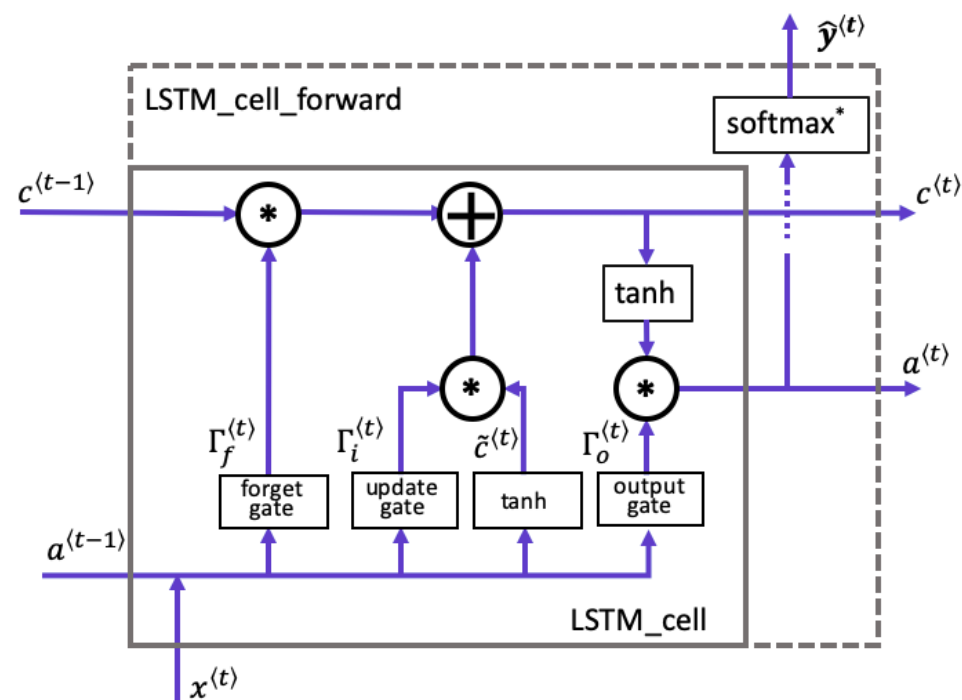 ŷ⟨t⟩
LSTM_cell_forward
softmax*
c⟨t−1⟩
c⟨t⟩
*
+
tanh
a⟨t⟩
*
*
Γf⟨t⟩
Γi⟨t⟩
c̃⟨t⟩
Γo⟨t⟩
forget
gate
update
gate
tanh
output
gate
a⟨t−1⟩
LSTM_cell
x⟨t⟩